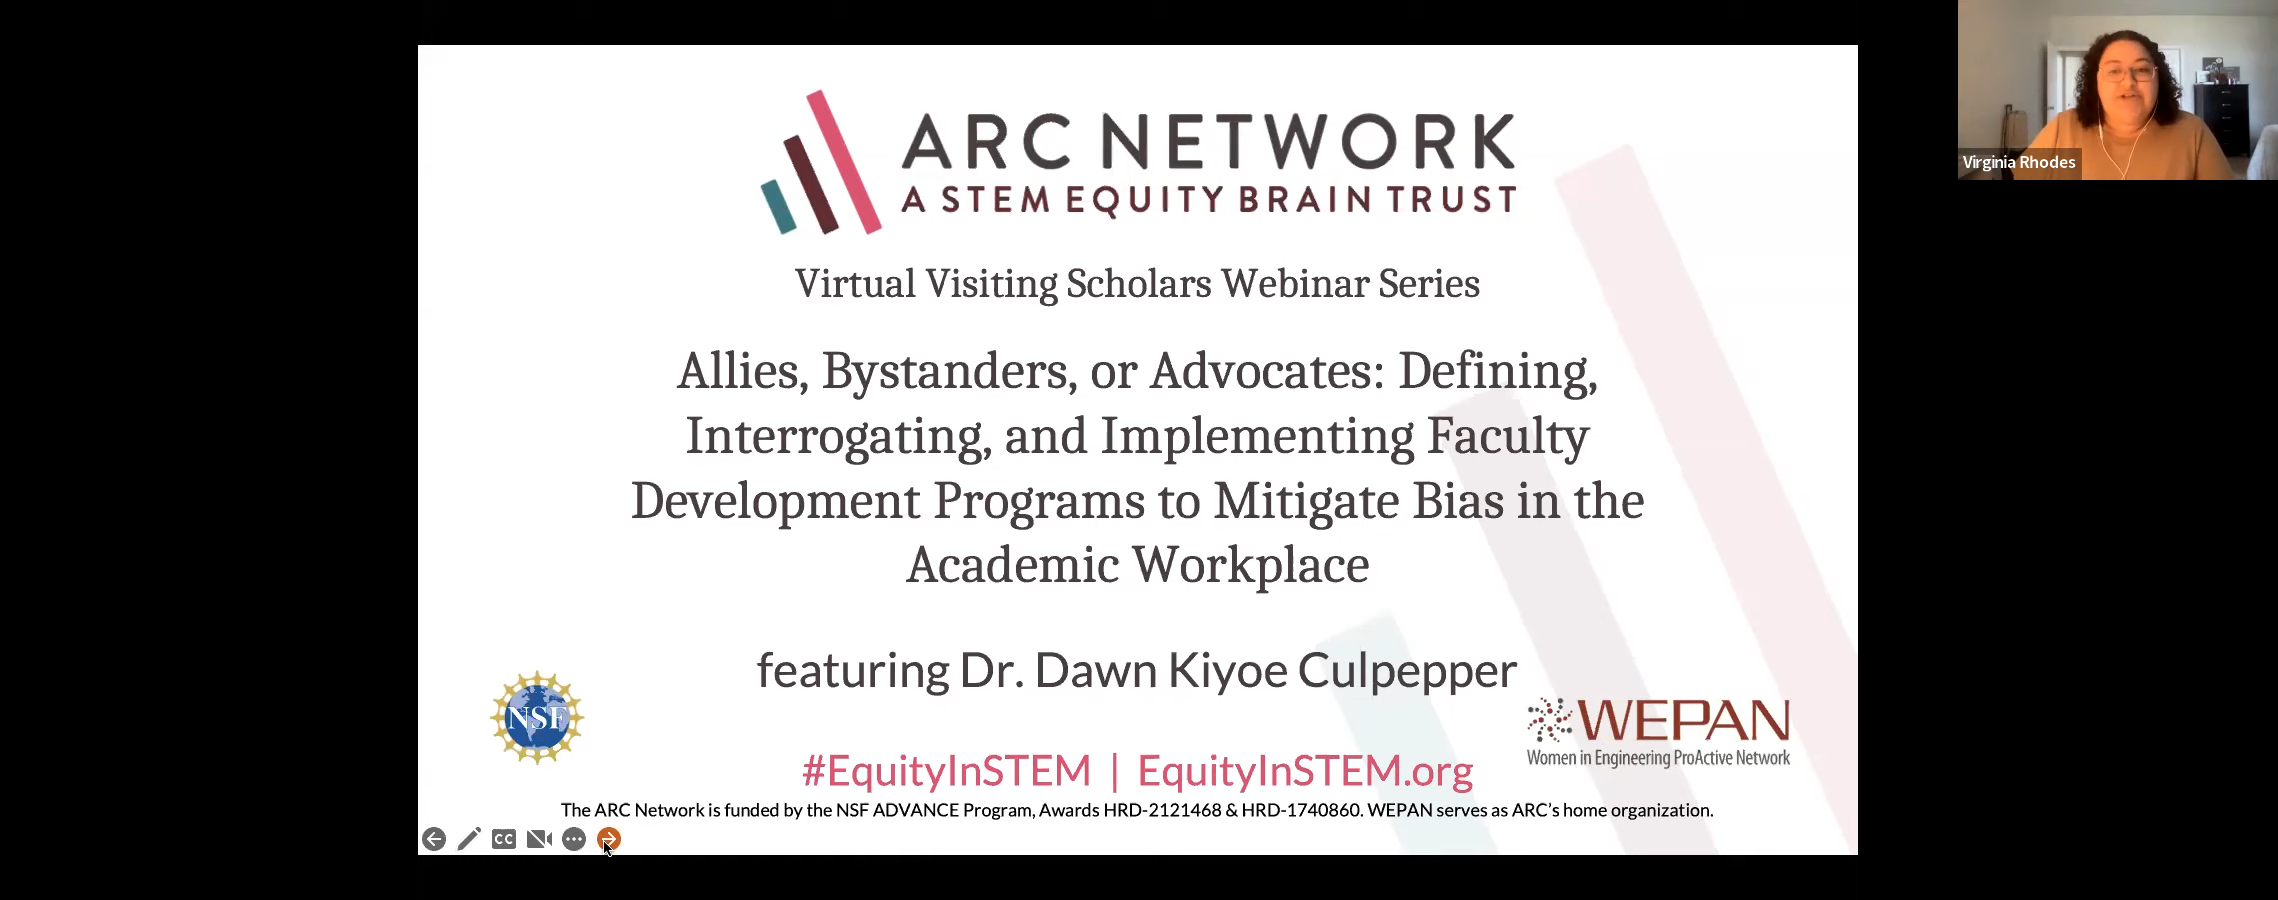 ARC NETWORK
A STEM EQUITY BRAIN TRUST
Virginia Rhodes
Virtual Visiting Scholars Webinar Series
Allies, Bystanders, or Advocates: Defining,
Interrogating, and Implementing Faculty
Development Programs to Mitigate Bias in the
Academic Workplace
featuring Dr. Dawn Kiyoe Culpepper
NSF
WEPAN
Women in Engineering ProActive Network
#EquityInSTEM | EquityInSTEM.org
The ARC Network is funded by the NSF ADVANCE Program, Awards HRD-2121468 & HRD-1740860. WEPAN serves as ARC's home organization.
CC